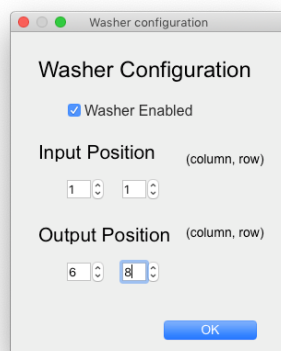 Washer configuration
Washer Configuration
Washer Enabled
Input Position (column, row)
1 1
Output Position (column, row)
6 8
OK